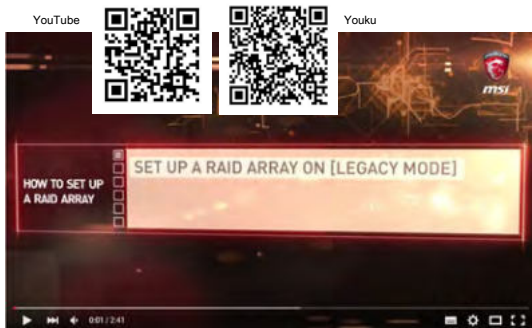 YouTube
Youku
msi
SET UP A RAID ARRAY ON [LEGACY MODE]
HOW TO SET UP
A RAID ARRAY
0:01 / 2:41